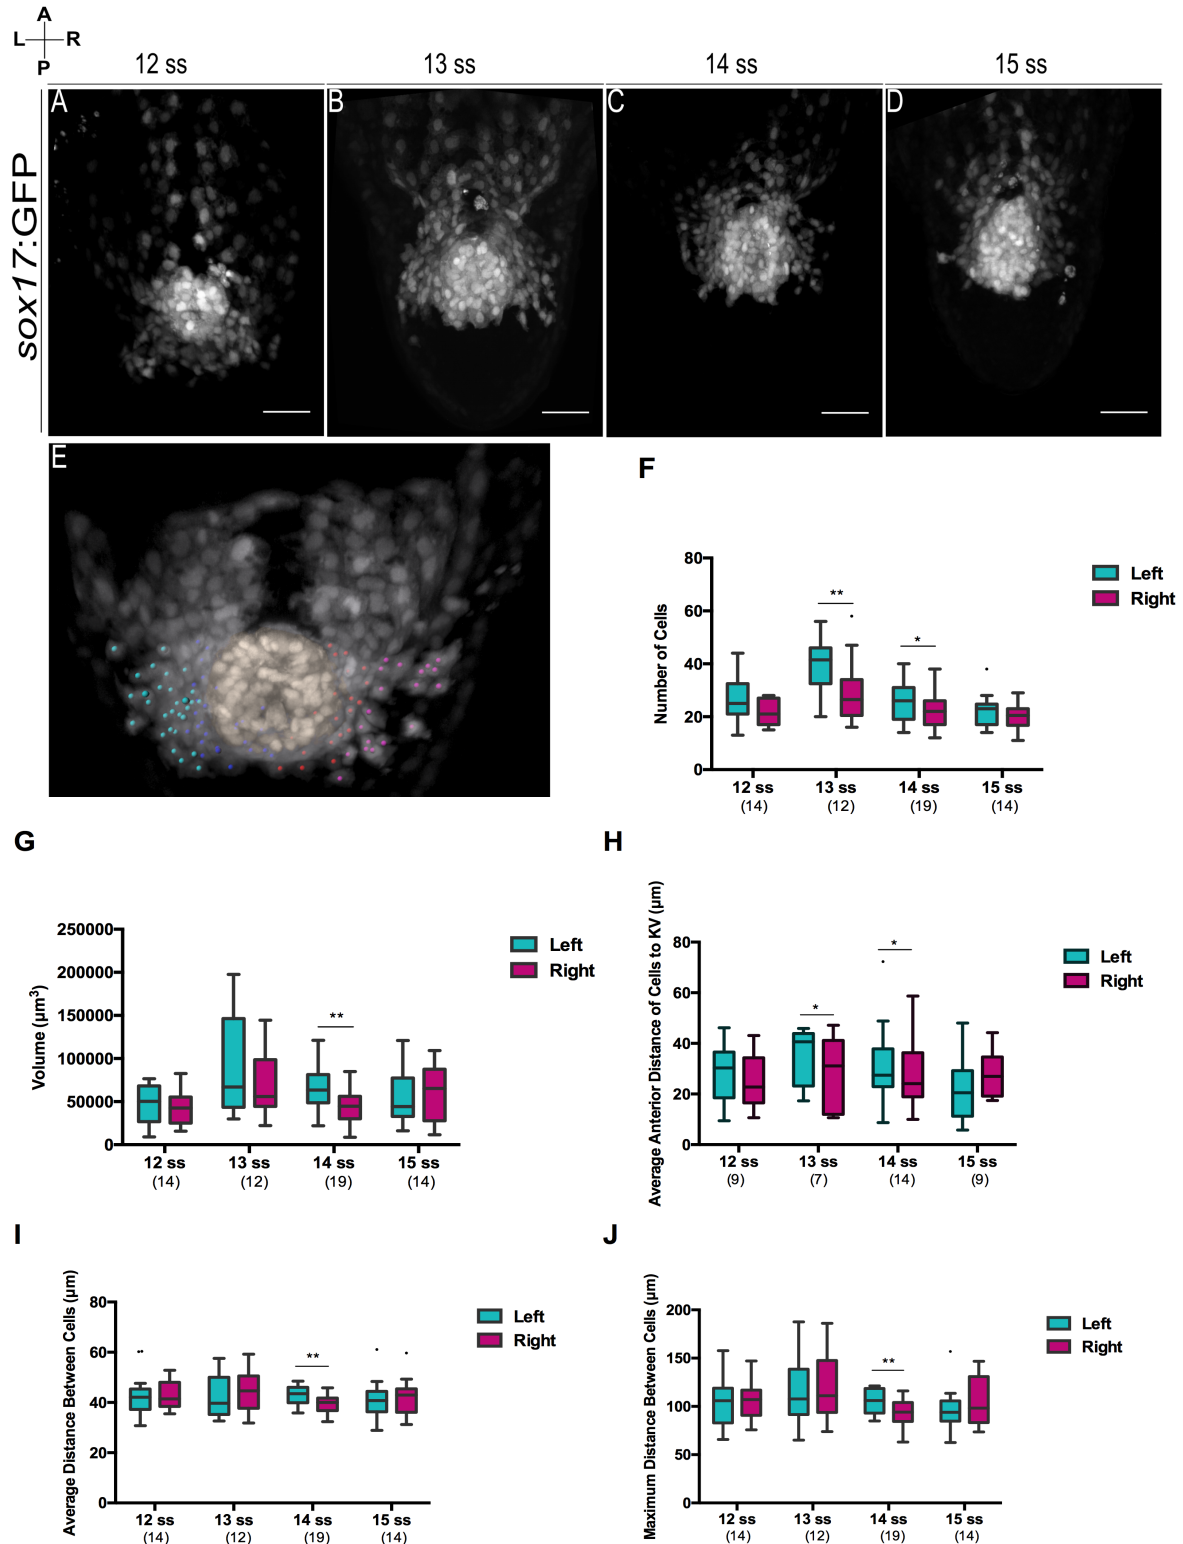 A
L R
P
12 ss 13 ss 14 ss 15 ss
sox17:GFP
A B C D
E
F
Number of Cells
80
60
40
20
0
** *
Left
Right
12 ss 13 ss 14 ss 15 ss
(14) (12) (19) (14)
G
Volume (µm³)
250000
200000
150000
100000
50000
0
**
Left
Right
12 ss 13 ss 14 ss 15 ss
(14) (12) (19) (14)
H
Average Anterior Distance of Cells to KV (µm)
80
60
40
20
0
* *
Left
Right
12 ss 13 ss 14 ss 15 ss
(9) (7) (14) (9)
I
Average Distance Between Cells (µm)
80
60
40
20
0
**
Left
Right
12 ss 13 ss 14 ss 15 ss
(14) (12) (19) (14)
J
Maximum Distance Between Cells (µm)
200
150
100
50
0
**
Left
Right
12 ss 13 ss 14 ss 15 ss
(14) (12) (19) (14)